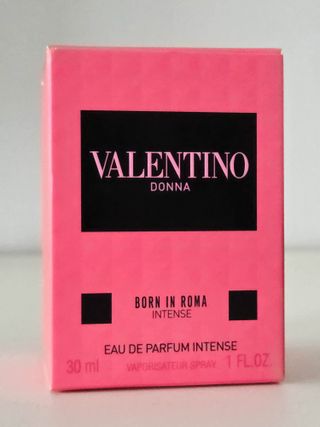 VALENTINO
DONNA
BORN IN ROMA
INTENSE
EAU DE PARFUM INTENSE
30 ml VAPORISATEUR SPRAY 1 FL.OZ.